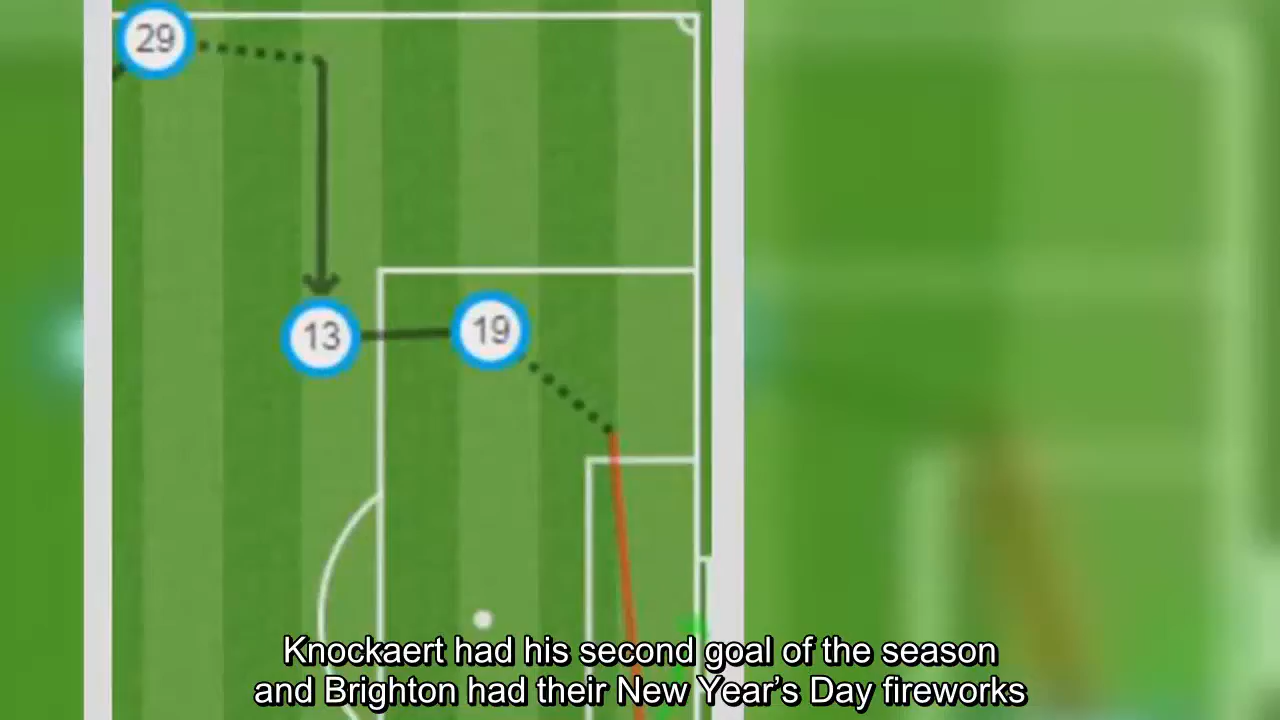 29
13
19
Knockaert had his second goal of the season
and Brighton had their New Year’s Day fireworks